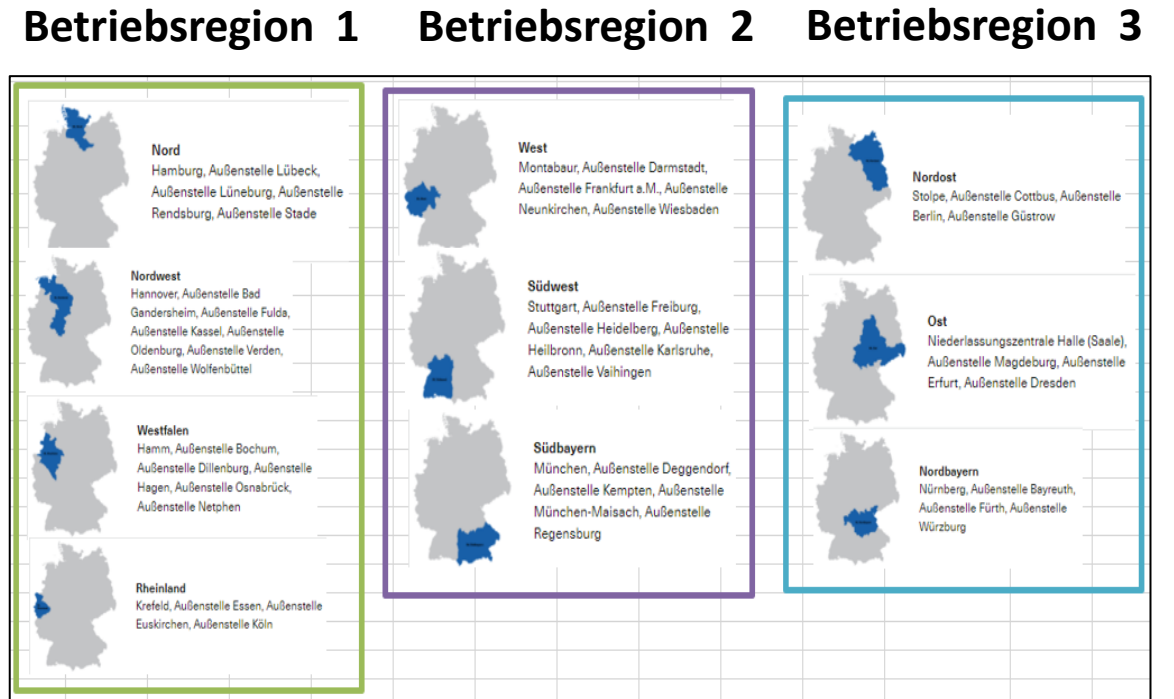 Betriebsregion 1
Betriebsregion 2
Betriebsregion 3
Nord
Hamburg, Außenstelle Lübeck,
Außenstelle Lüneburg, Außenstelle
Rendsburg, Außenstelle Stade
Nordwest
Hannover, Außenstelle Bad
Gandersheim, Außenstelle Fulda,
Außenstelle Kassel, Außenstelle
Oldenburg, Außenstelle Verden,
Außenstelle Wolfenbüttel
Westfalen
Hamm, Außenstelle Bochum,
Außenstelle Dillenburg, Außenstelle
Hagen, Außenstelle Osnabrück,
Außenstelle Netphen
Rheinland
Krefeld, Außenstelle Essen, Außenstelle
Euskirchen, Außenstelle Köln
West
Montabaur, Außenstelle Darmstadt,
Außenstelle Frankfurt a.M., Außenstelle
Neunkirchen, Außenstelle Wiesbaden
Südwest
Stuttgart, Außenstelle Freiburg,
Außenstelle Heidelberg, Außenstelle
Heilbronn, Außenstelle Karlsruhe,
Außenstelle Vaihingen
Südbayern
München, Außenstelle Deggendorf,
Außenstelle Kempten, Außenstelle
München-Maisach, Außenstelle
Regensburg
Nordost
Stolpe, Außenstelle Cottbus, Außenstelle
Berlin, Außenstelle Güstrow
Ost
Niederlassungszentrale Halle (Saale),
Außenstelle Magdeburg, Außenstelle
Erfurt, Außenstelle Dresden
Nordbayern
Nürnberg, Außenstelle Bayreuth,
Außenstelle Fürth, Außenstelle
Würzburg